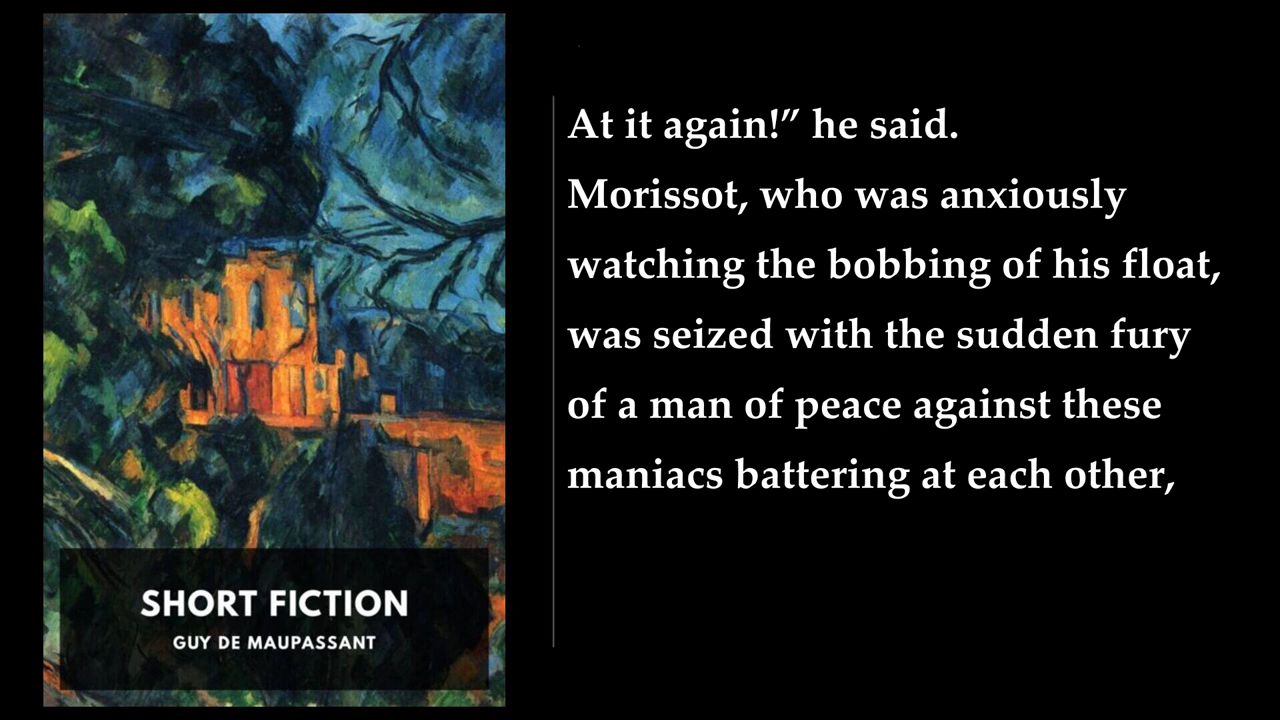 At it again!” he said.
Morissot, who was anxiously
watching the bobbing of his float,
was seized with the sudden fury
of a man of peace against these
maniacs battering at each other,
SHORT FICTION
GUY DE MAUPASSANT